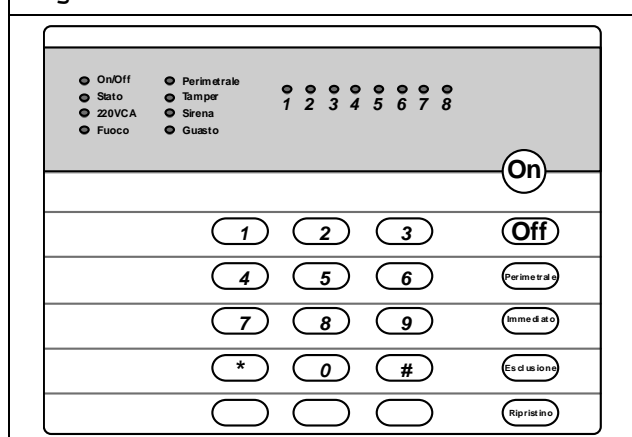 On/Off Perimetrale
Stato Tamper
220VCA Sirena
Fuoco Guasto
1 2 3 4 5 6 7 8
On
1 2 3 Off
4 5 6 Perimetrale
7 8 9 Immediato
* 0 # Esclusione
Ripristino